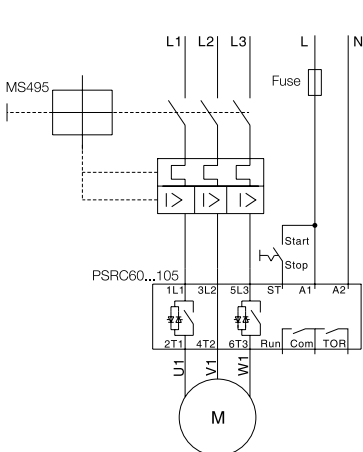 L1 L2 L3 L N
Fuse
MS495
I> I> I>
Start
Stop
PSRC60...105
1L1 3L2 5L3 ST A1 A2
2T1 4T2 6T3 Run Com TOR
U1 V1 W1
M